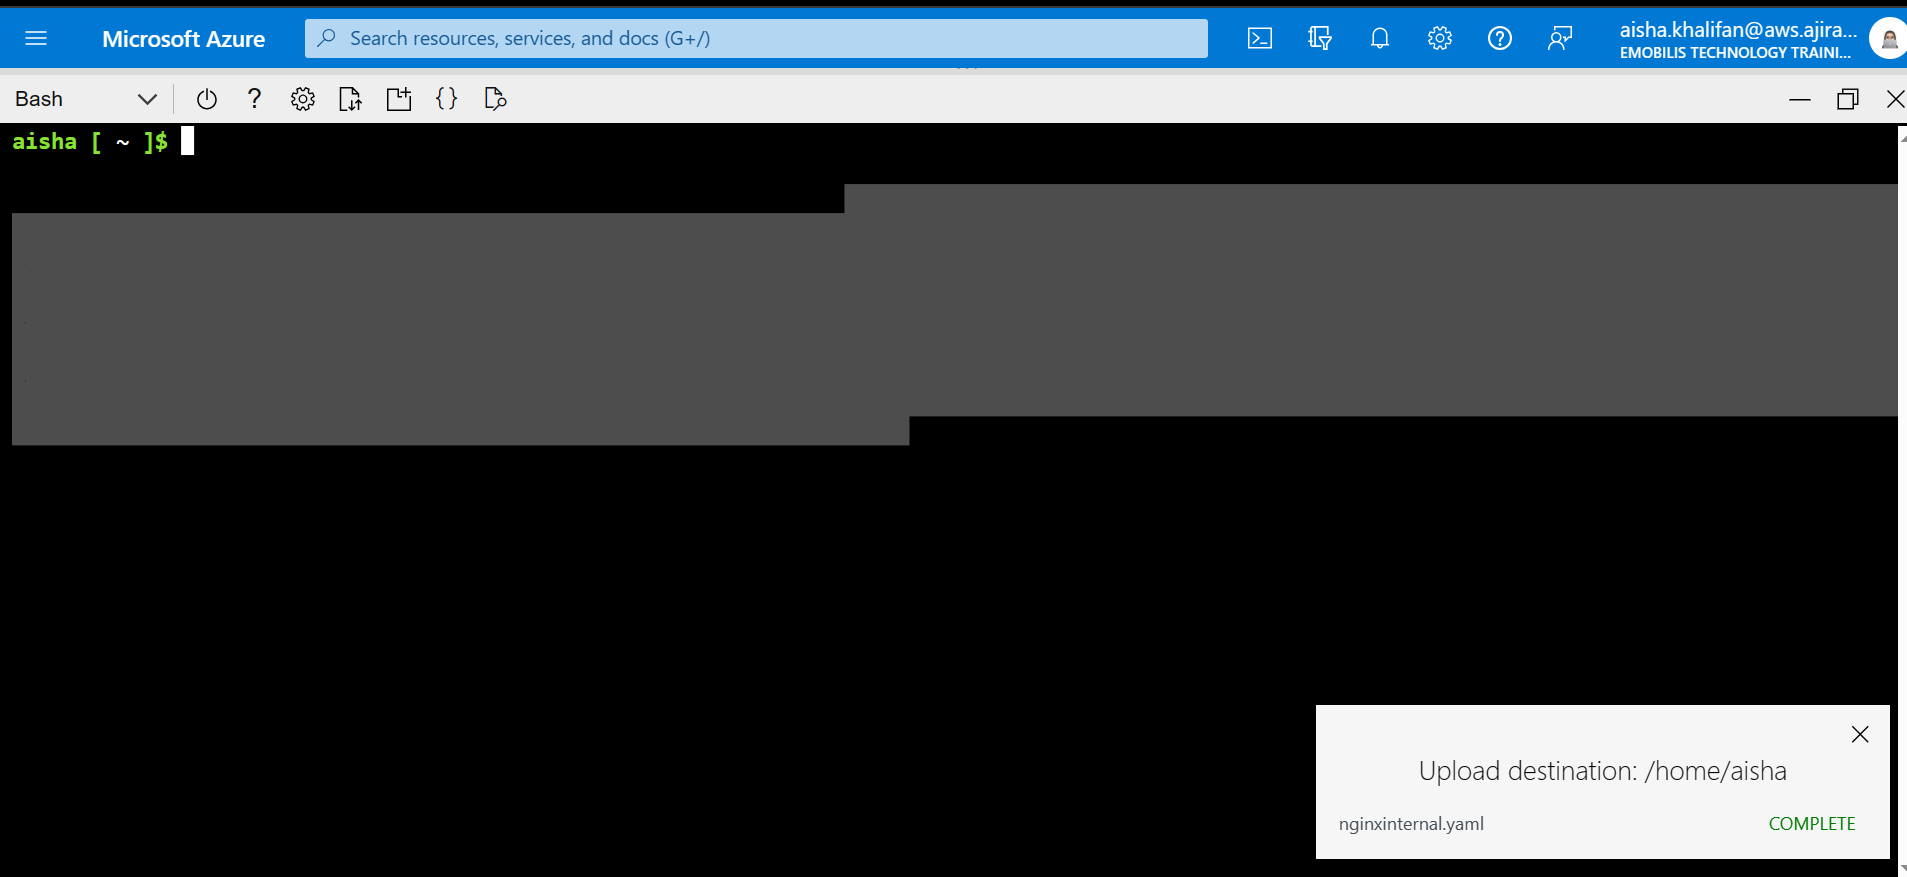 Microsoft Azure
Search resources, services, and docs (G+/)
aisha.khalifan@aws.ajira...
EMOBILIS TECHNOLOGY TRAINI...
Bash
aisha [ ~ ]$
Upload destination: /home/aisha
nginxinternal.yaml
COMPLETE